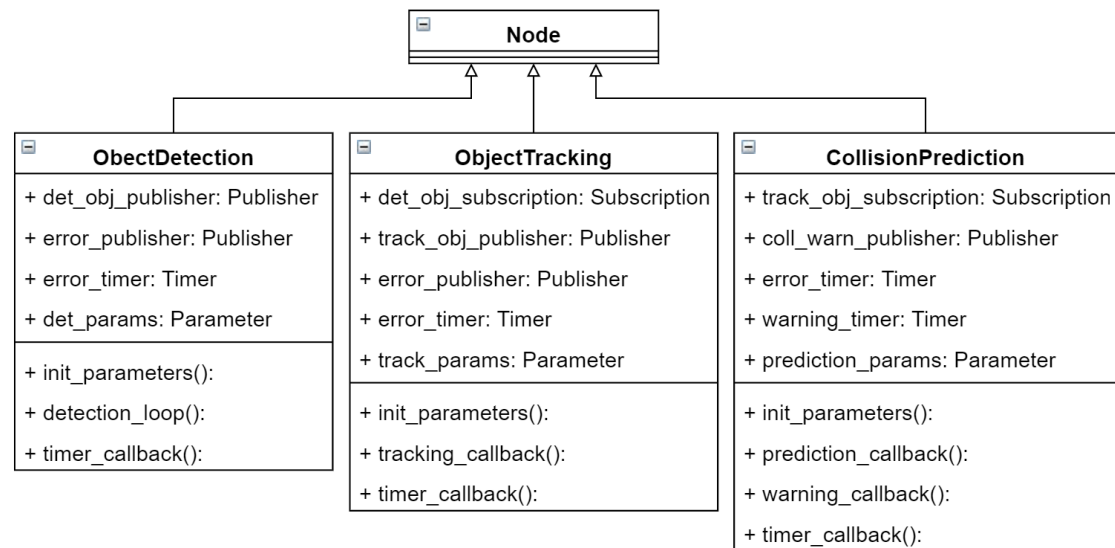 Node
ObectDetection
+ det_obj_publisher: Publisher
+ error_publisher: Publisher
+ error_timer: Timer
+ det_params: Parameter
+ init_parameters():
+ detection_loop():
+ timer_callback():
ObjectTracking
+ det_obj_subscription: Subscription
+ track_obj_publisher: Publisher
+ error_publisher: Publisher
+ error_timer: Timer
+ track_params: Parameter
+ init_parameters():
+ tracking_callback():
+ timer_callback():
CollisionPrediction
+ track_obj_subscription: Subscription
+ coll_warn_publisher: Publisher
+ error_timer: Timer
+ warning_timer: Timer
+ prediction_params: Parameter
+ init_parameters():
+ prediction_callback():
+ warning_callback():
+ timer_callback():